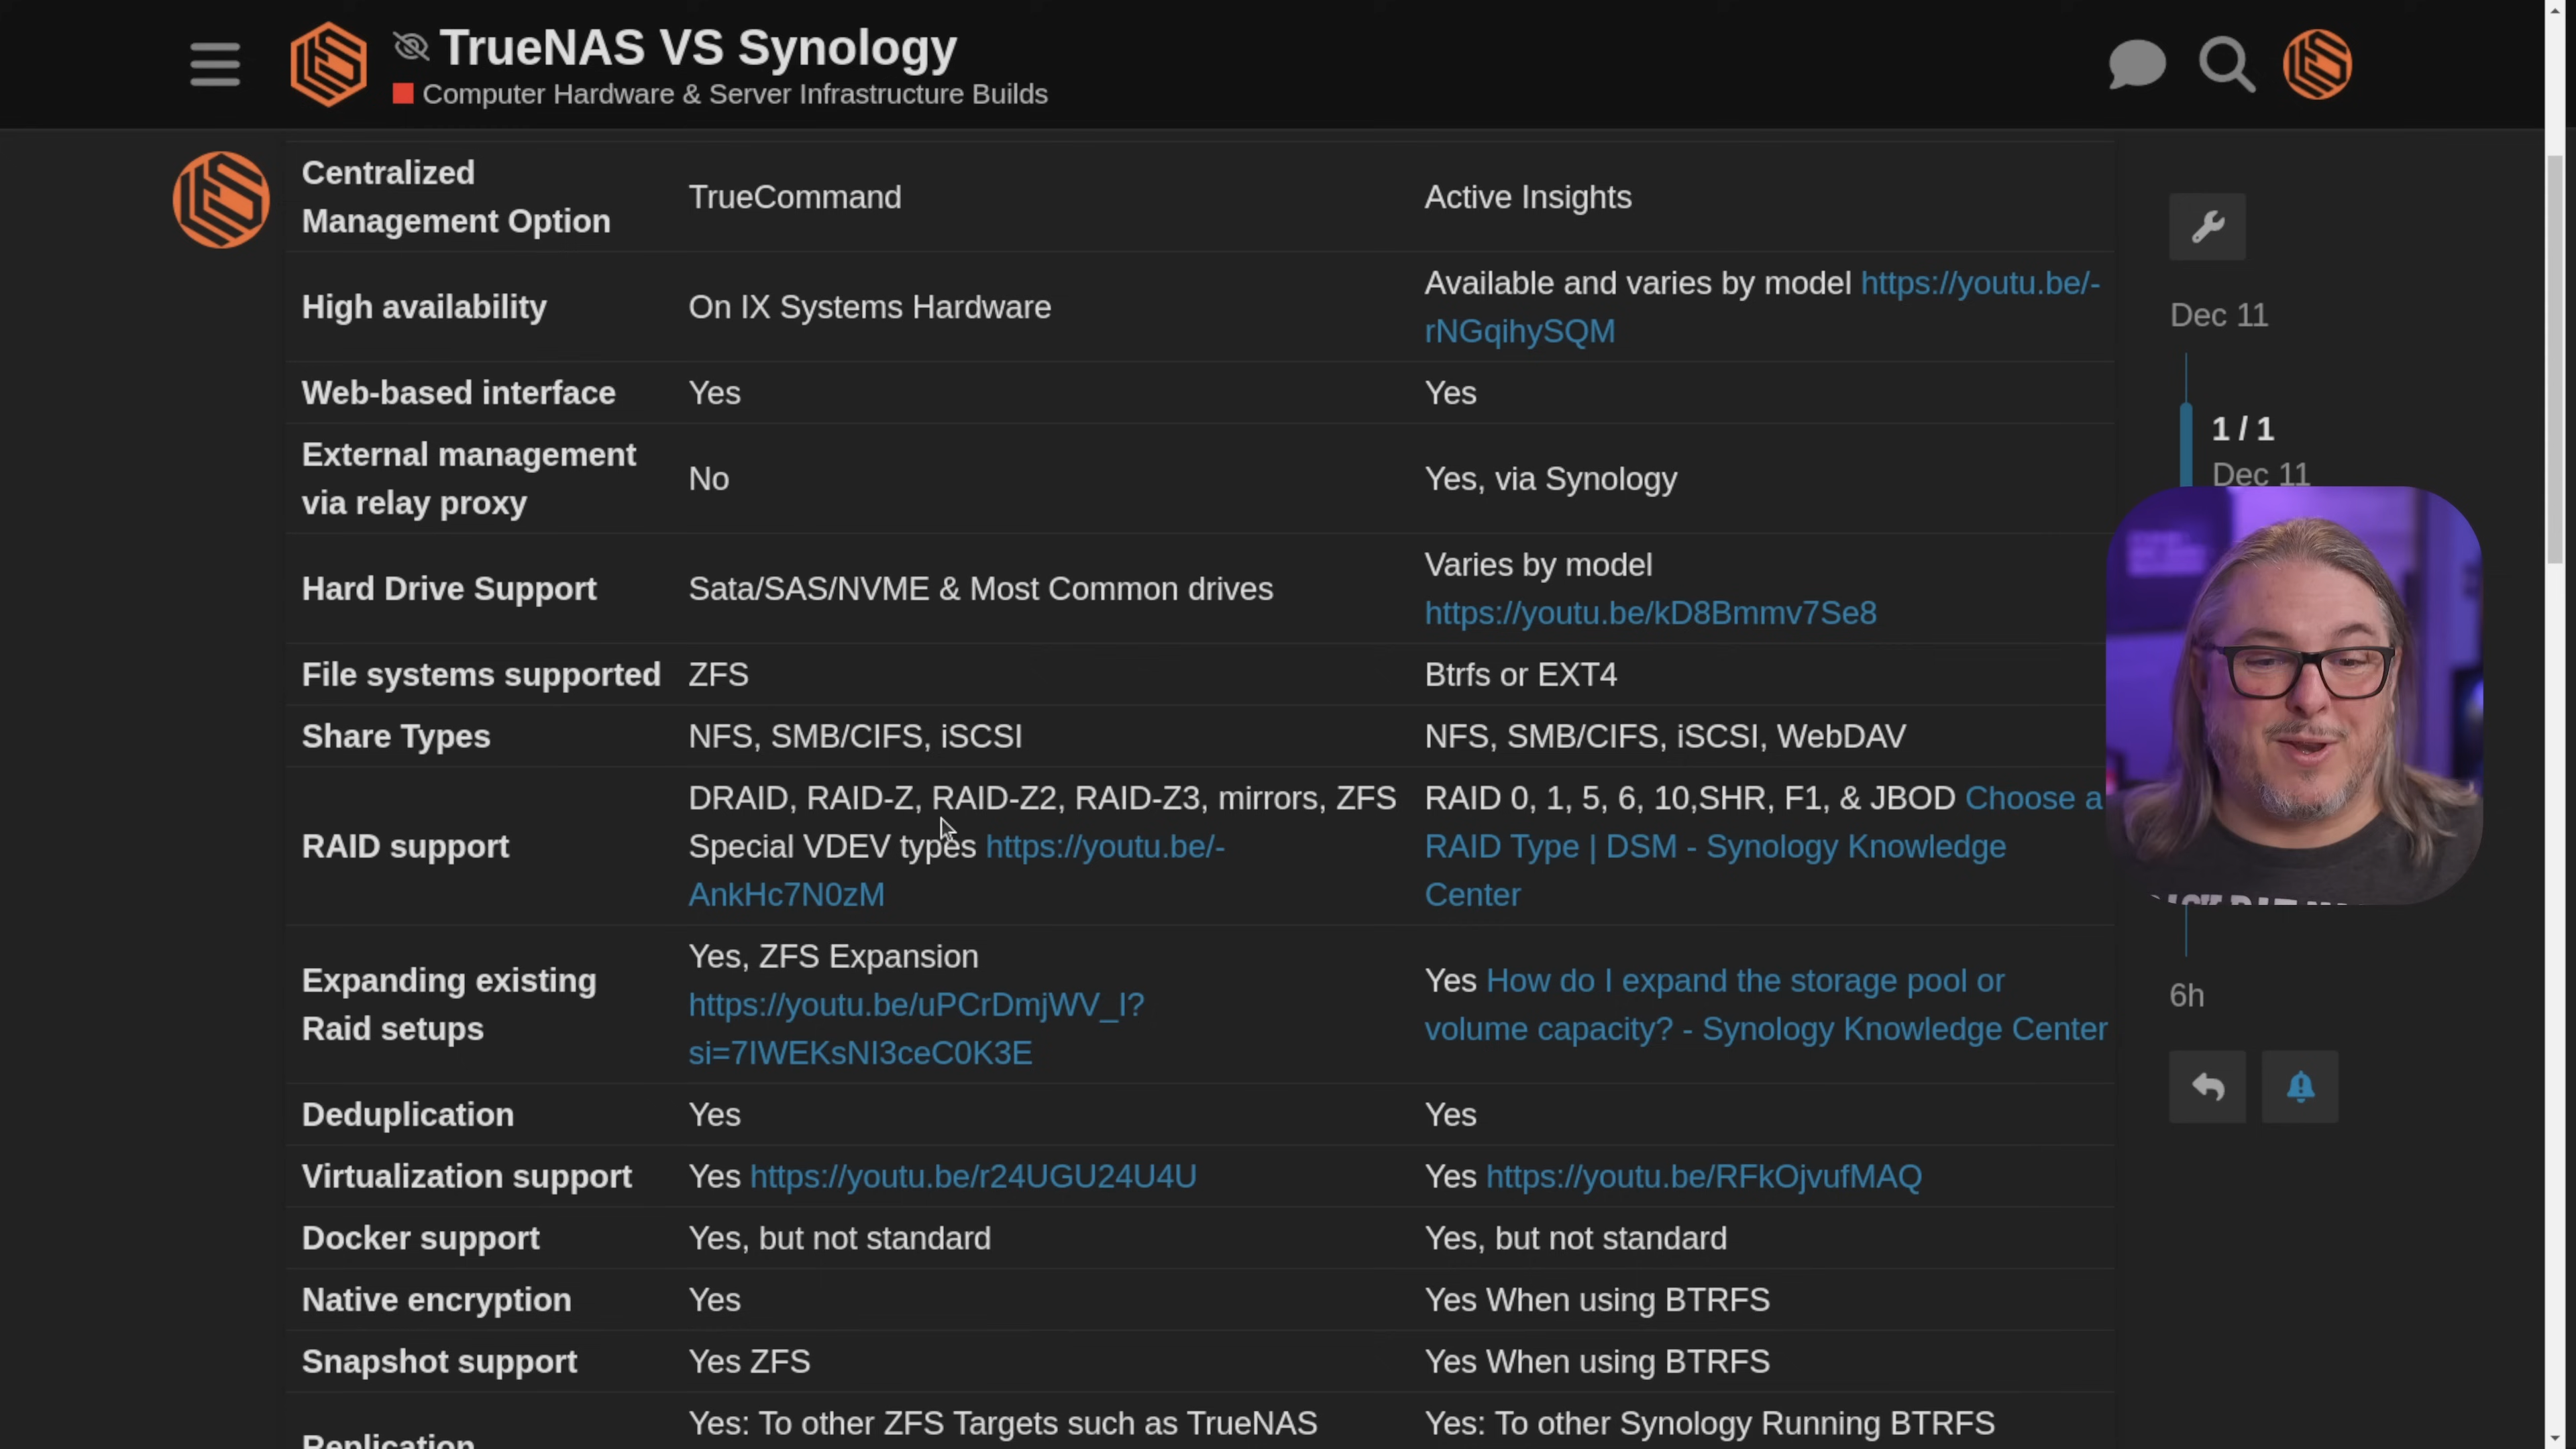 TrueNAS VS Synology
Computer Hardware & Server Infrastructure Builds
Centralized
Management Option
TrueCommand
Active Insights
High availability
On IX Systems Hardware
Available and varies by model https://youtu.be/-
rNGqihySQM
Web-based interface
Yes
Yes
External management
via relay proxy
No
Yes, via Synology
Hard Drive Support
Sata/SAS/NVME & Most Common drives
Varies by model
https://youtu.be/kD8Bmmv7Se8
File systems supported
ZFS
Btrfs or EXT4
Share Types
NFS, SMB/CIFS, iSCSI
NFS, SMB/CIFS, iSCSI, WebDAV
RAID support
DRAID, RAID-Z, RAID-Z2, RAID-Z3, mirrors, ZFS
Special VDEV types https://youtu.be/-
AnkHc7N0zM
RAID 0, 1, 5, 6, 10,SHR, F1, & JBOD Choose a
RAID Type | DSM - Synology Knowledge
Center
Expanding existing
Raid setups
Yes, ZFS Expansion
https://youtu.be/uPCrDmjWV_I?
si=7IWEKsNI3ceC0K3E
Yes How do I expand the storage pool or
volume capacity? - Synology Knowledge Center
Deduplication
Yes
Yes
Virtualization support
Yes https://youtu.be/r24UGU24U4U
Yes https://youtu.be/RFkOjvufMAQ
Docker support
Yes, but not standard
Yes, but not standard
Native encryption
Yes
Yes When using BTRFS
Snapshot support
Yes ZFS
Yes When using BTRFS
Replication
Yes: To other ZFS Targets such as TrueNAS
Yes: To other Synology Running BTRFS
Dec 11
1 / 1
Dec 11
6h